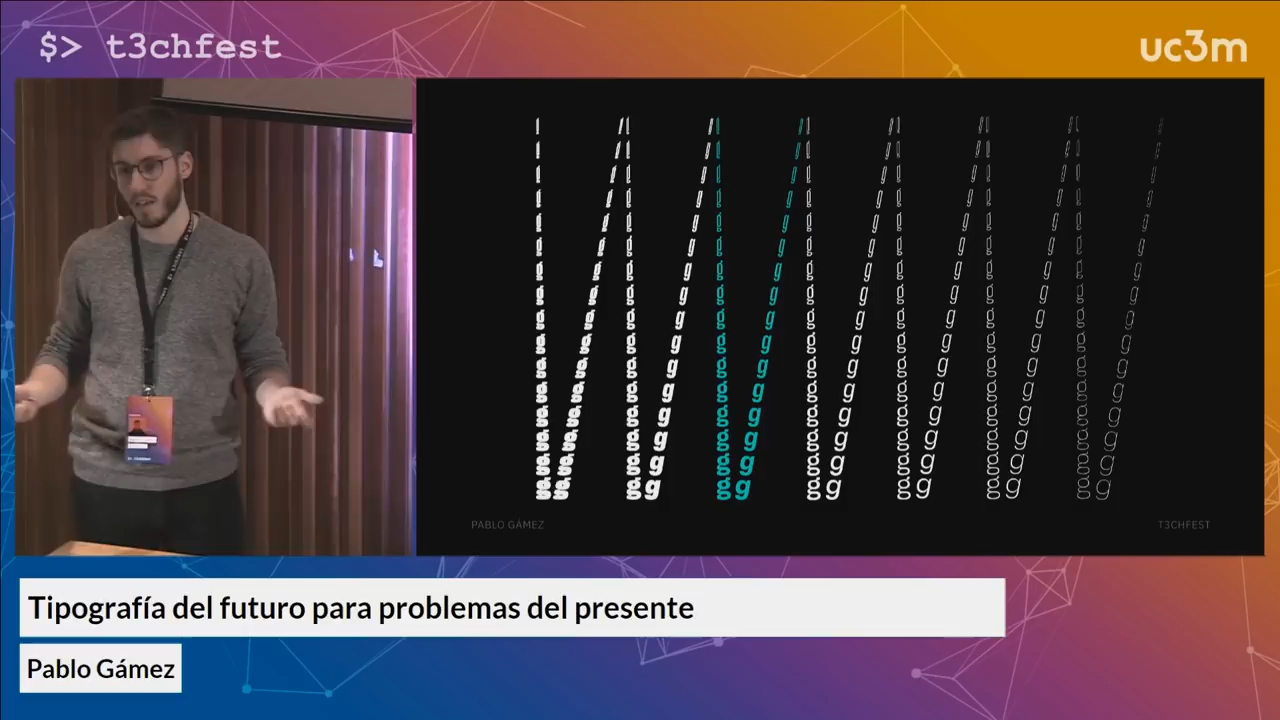 $> t3chfest
uc3m
PABLO GÁMEZ
T3CHFEST
Tipografía del futuro para problemas del presente
Pablo Gámez